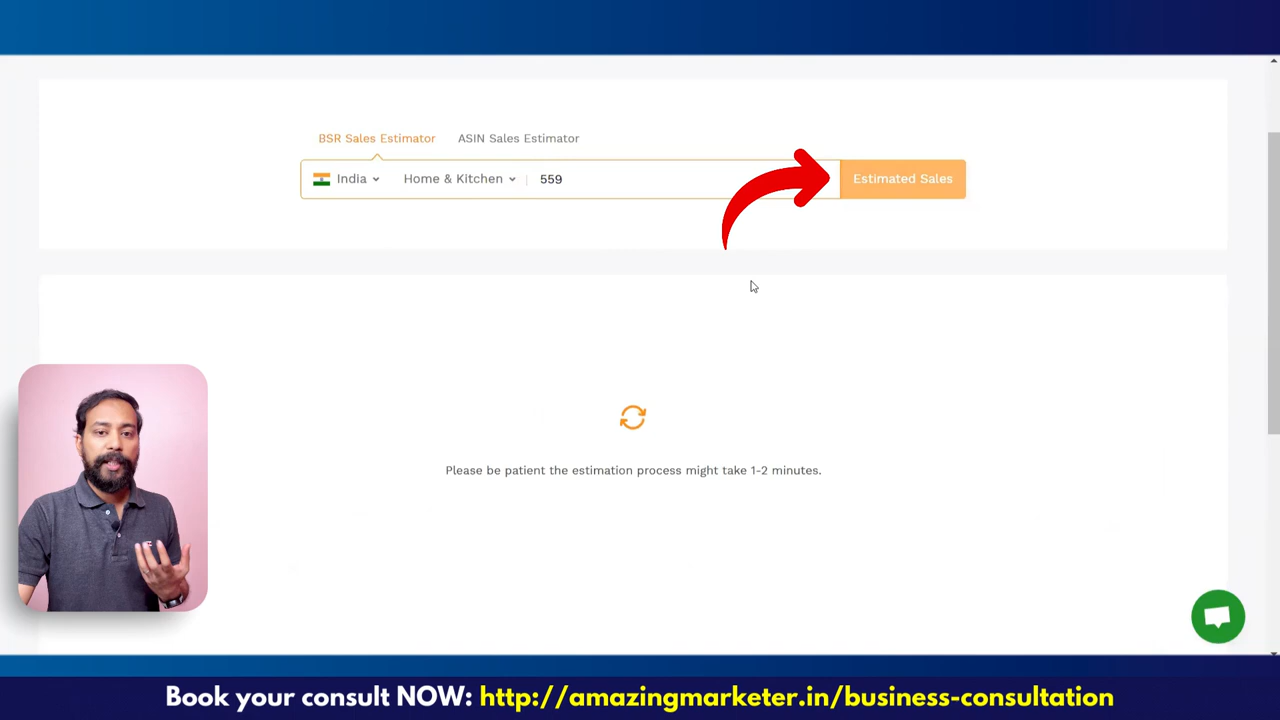 BSR Sales Estimator
ASIN Sales Estimator
India
Home & Kitchen
559
Estimated Sales
Please be patient the estimation process might take 1-2 minutes.
Book your consult NOW: http://amazingmarketer.in/business-consultation